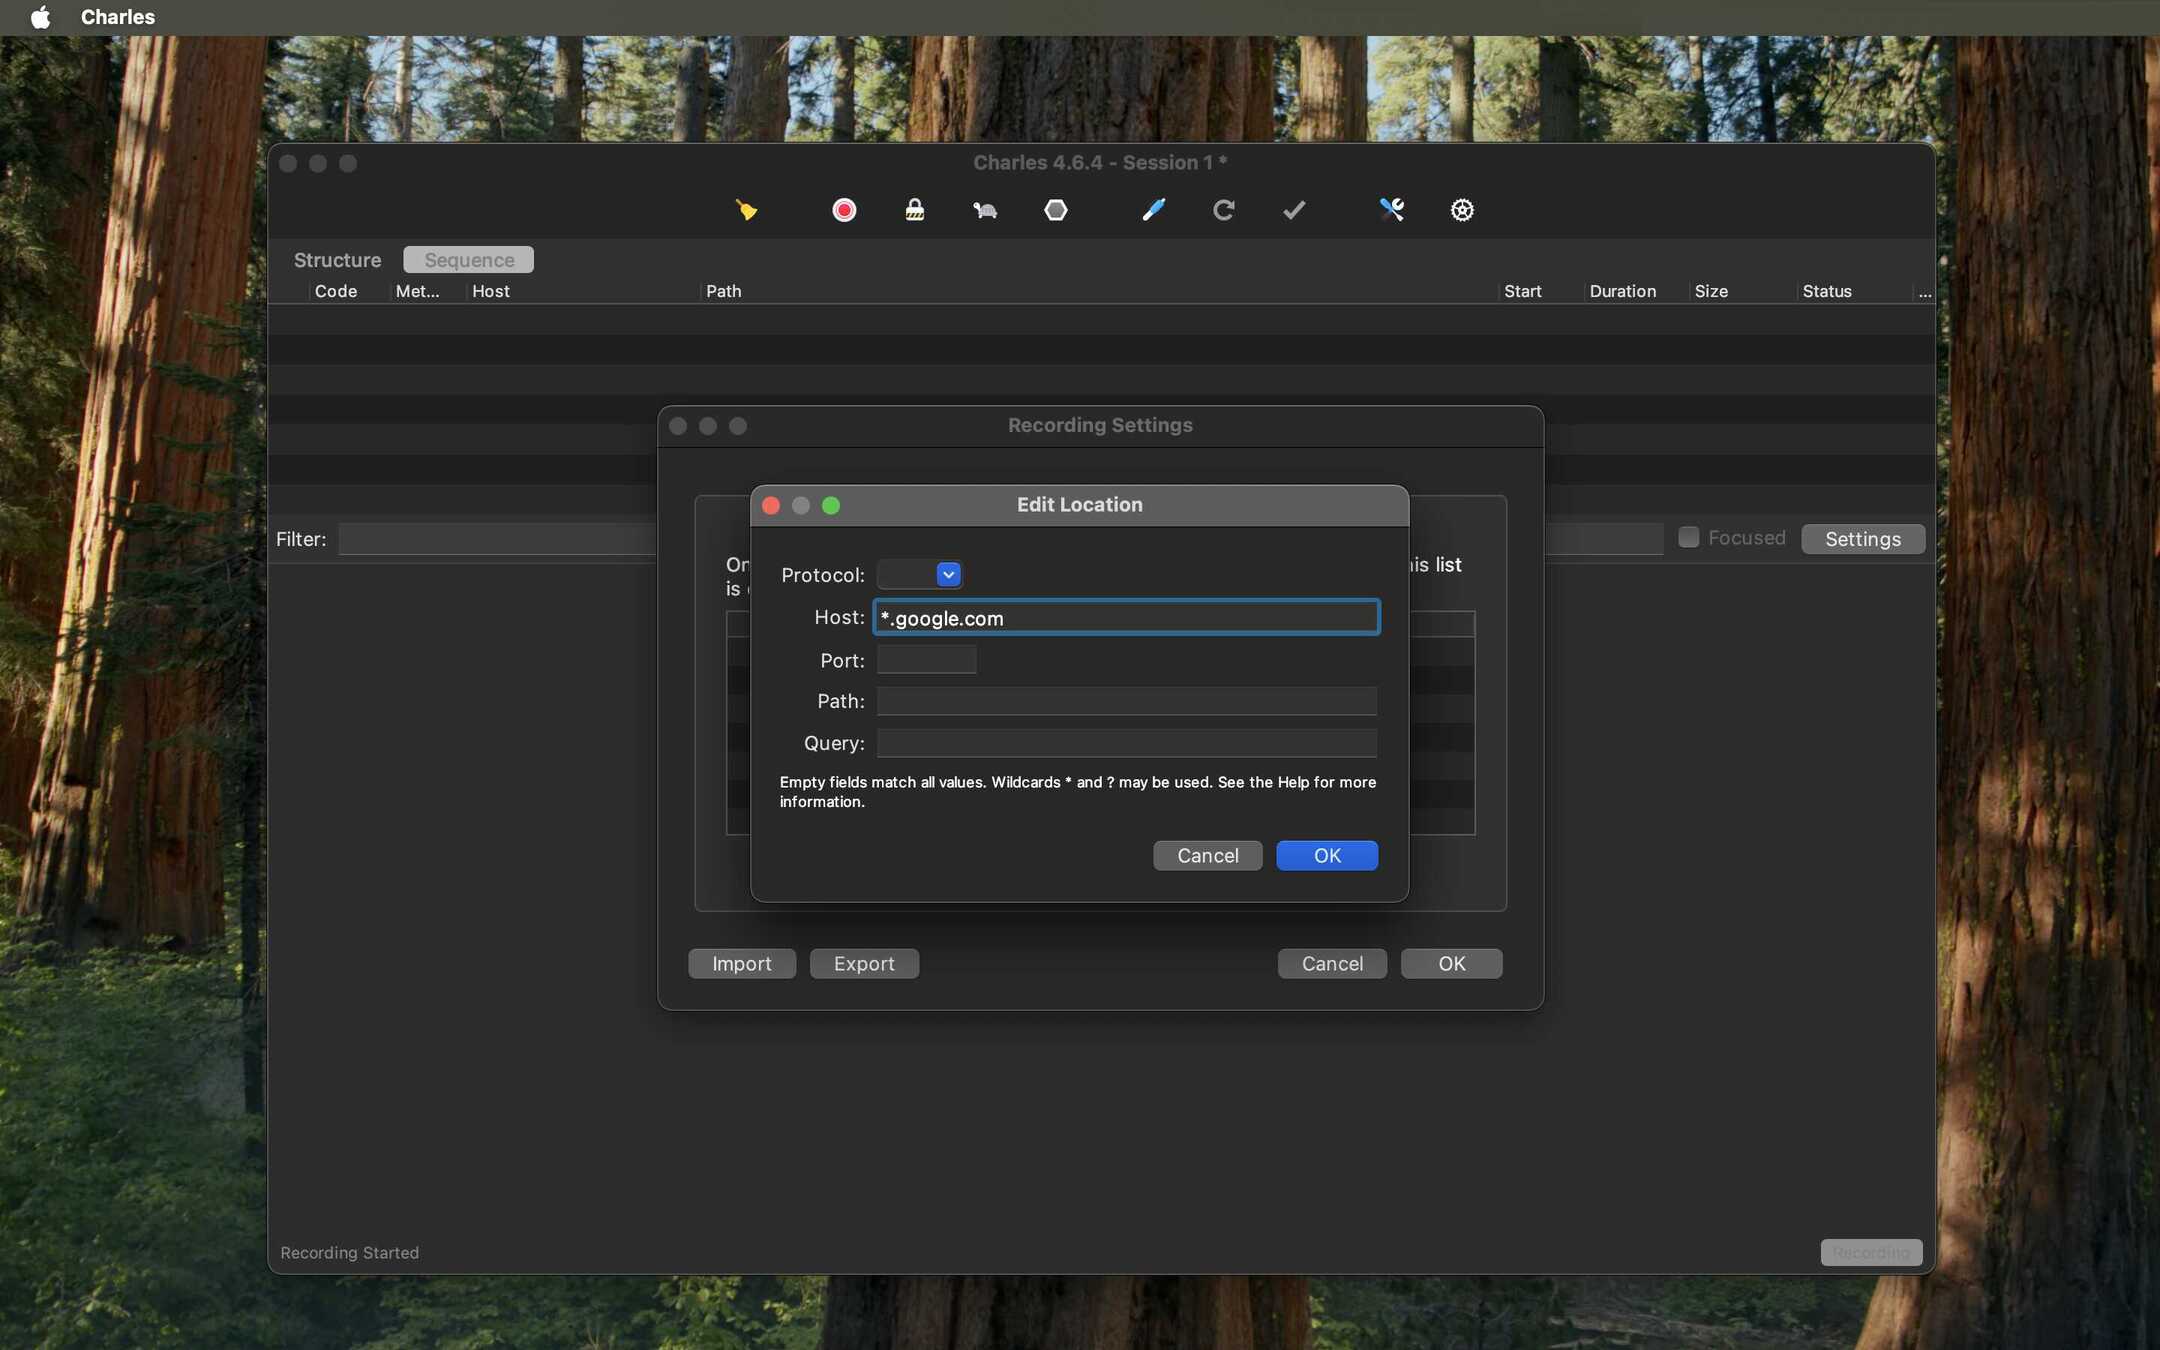 Charles
Charles 4.6.4 - Session 1 *
Structure
Sequence
Code
Met...
Host
Path
Start
Duration
Size
Status
...
Recording Settings
Edit Location
Filter:
Focused
Settings
is list
is
Protocol:
Host: *.google.com
Port:
Path:
Query:
Empty fields match all values. Wildcards * and ? may be used. See the Help for more
information.
Cancel
OK
Import
Export
Cancel
OK
Recording Started
Recording